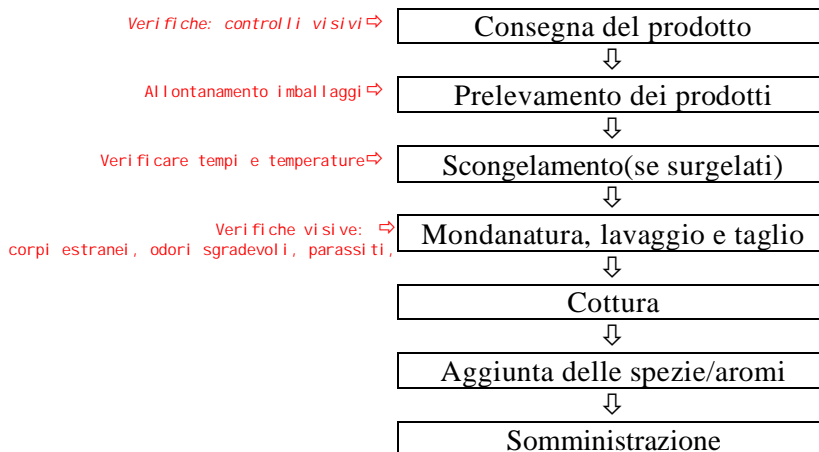 Verifiche: controlli visivi⇨ Consegna del prodotto
Allontanamento imballaggi⇨ Prelevamento dei prodotti
Verificare tempi e temperature⇨ Scongelamento(se surgelati)
Verifiche visive: ⇨
corpi estranei, odori sgradevoli, parassiti,
Mondanatura, lavaggio e taglio
Cottura
Aggiunta delle spezie/aromi
Somministrazione